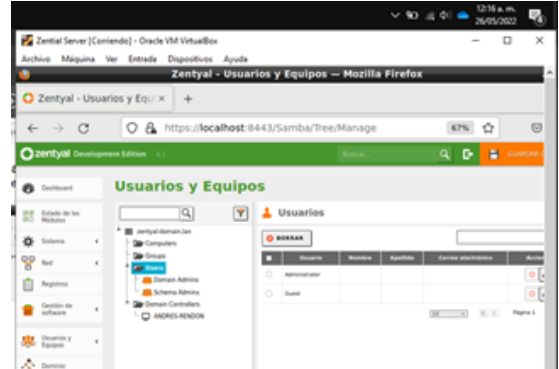 12:16 a. m.
26/05/2022
Zential Server [Corriendo] - Oracle VM VirtualBox
Archivo Máquina Ver Entrada Dispositivos Ayuda
Zentyal - Usuarios y Equipos — Mozilla Firefox
Zentyal - Usuarios y Equi
https://localhost:8443/Samba/Tree/Manage
67%
zentyal Development Edition
Buscar...
Dashboard
Usuarios y Equipos
Estado de los Módulos
Sistema
Red
Registros
Gestión de software
Usuarios y Equipos
Dominio
zentyal-domain.lan
Computers
Groups
Users
Domain Admins
Schema Admins
Domain Controllers
ANDRES-RENDON
Usuarios
BORRAR
Usuario Nombre Apellido Correo electrónico
Administrator
Guest
10
Página 1